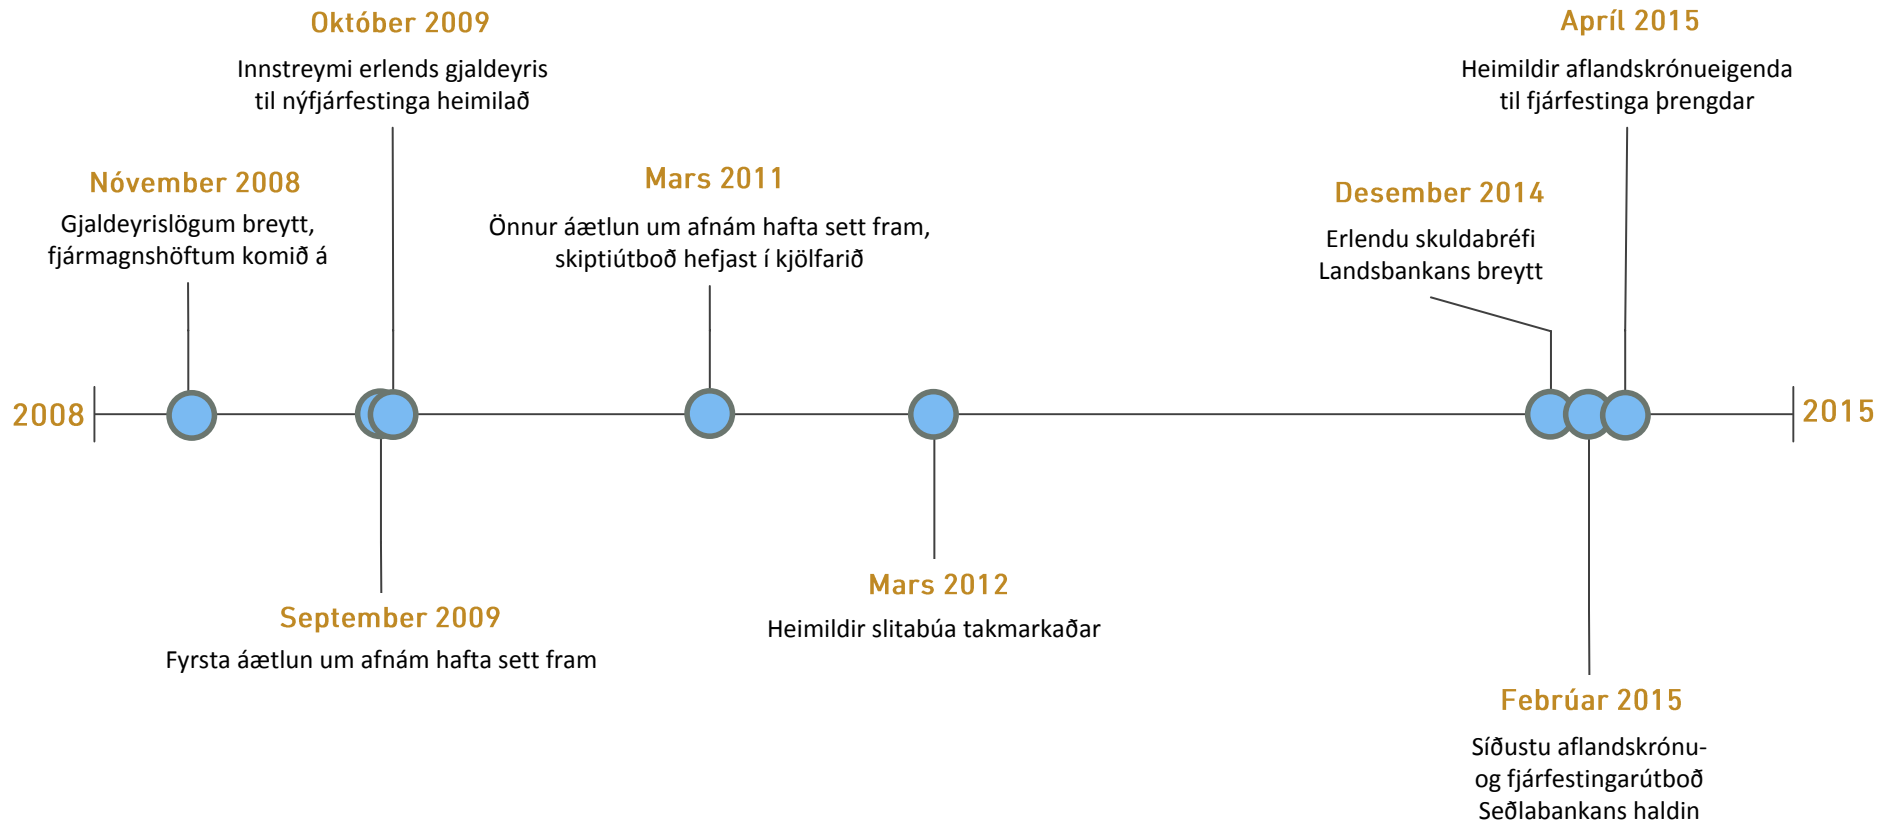 Október 2009
Innstreymi erlends gjaldeyris
til nýfjárfestinga heimilað
Apríl 2015
Heimildir aflandskrónueigenda
til fjárfestinga þrengdar
Nóvember 2008
Gjaldeyrislögum breytt,
fjármagnshöftum komið á
Mars 2011
Önnur áætlun um afnám hafta sett fram,
skiptiútboð hefjast í kjölfarið
Desember 2014
Erlendu skuldabréfi
Landsbankans breytt
2008
2015
September 2009
Fyrsta áætlun um afnám hafta sett fram
Mars 2012
Heimildir slitabúa takmarkaðar
Febrúar 2015
Síðustu aflandskrónu-
og fjárfestingarútboð
Seðlabankans haldin